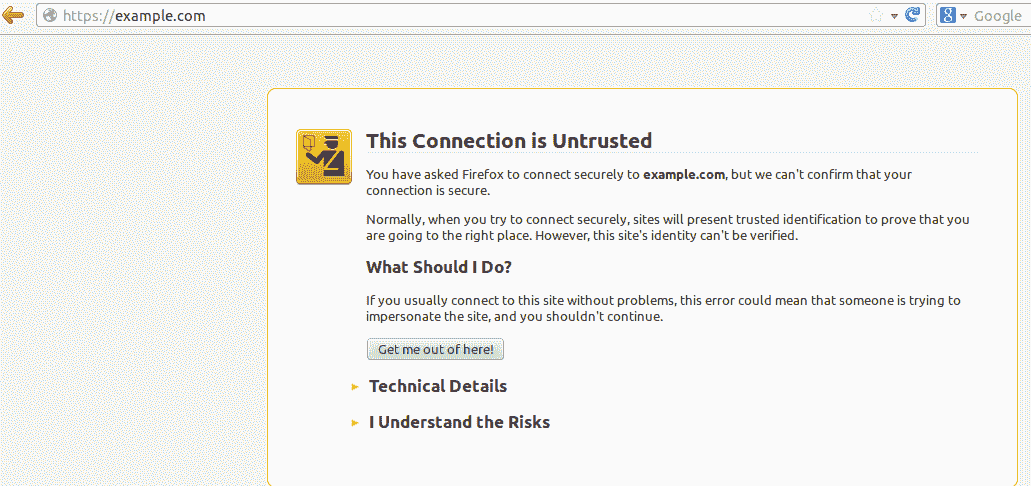 https://example.com
Google
This Connection is Untrusted
You have asked Firefox to connect securely to example.com, but we can't confirm that your
connection is secure.
Normally, when you try to connect securely, sites will present trusted identification to prove that you
are going to the right place. However, this site's identity can't be verified.
What Should I Do?
If you usually connect to this site without problems, this error could mean that someone is trying to
impersonate the site, and you shouldn't continue.
Get me out of here!
Technical Details
I Understand the Risks